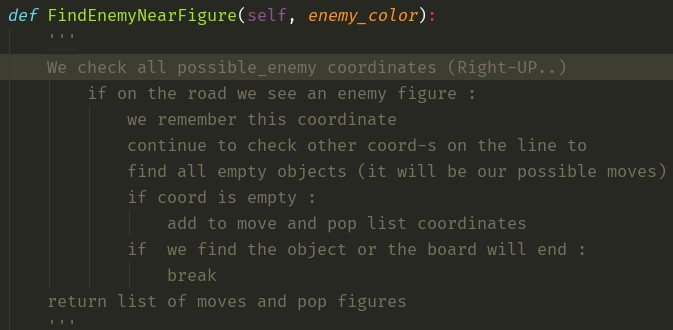 def FindEnemyNearFigure(self, enemy_color):
'''
We check all possible_enemy coordinates (Right-UP..)
if on the road we see an enemy figure :
we remember this coordinate
continue to check other coord-s on the line to
find all empty objects (it will be our possible moves)
if coord is empty :
add to move and pop list coordinates
if  we find the object or the board will end :
break
return list of moves and pop figures
'''